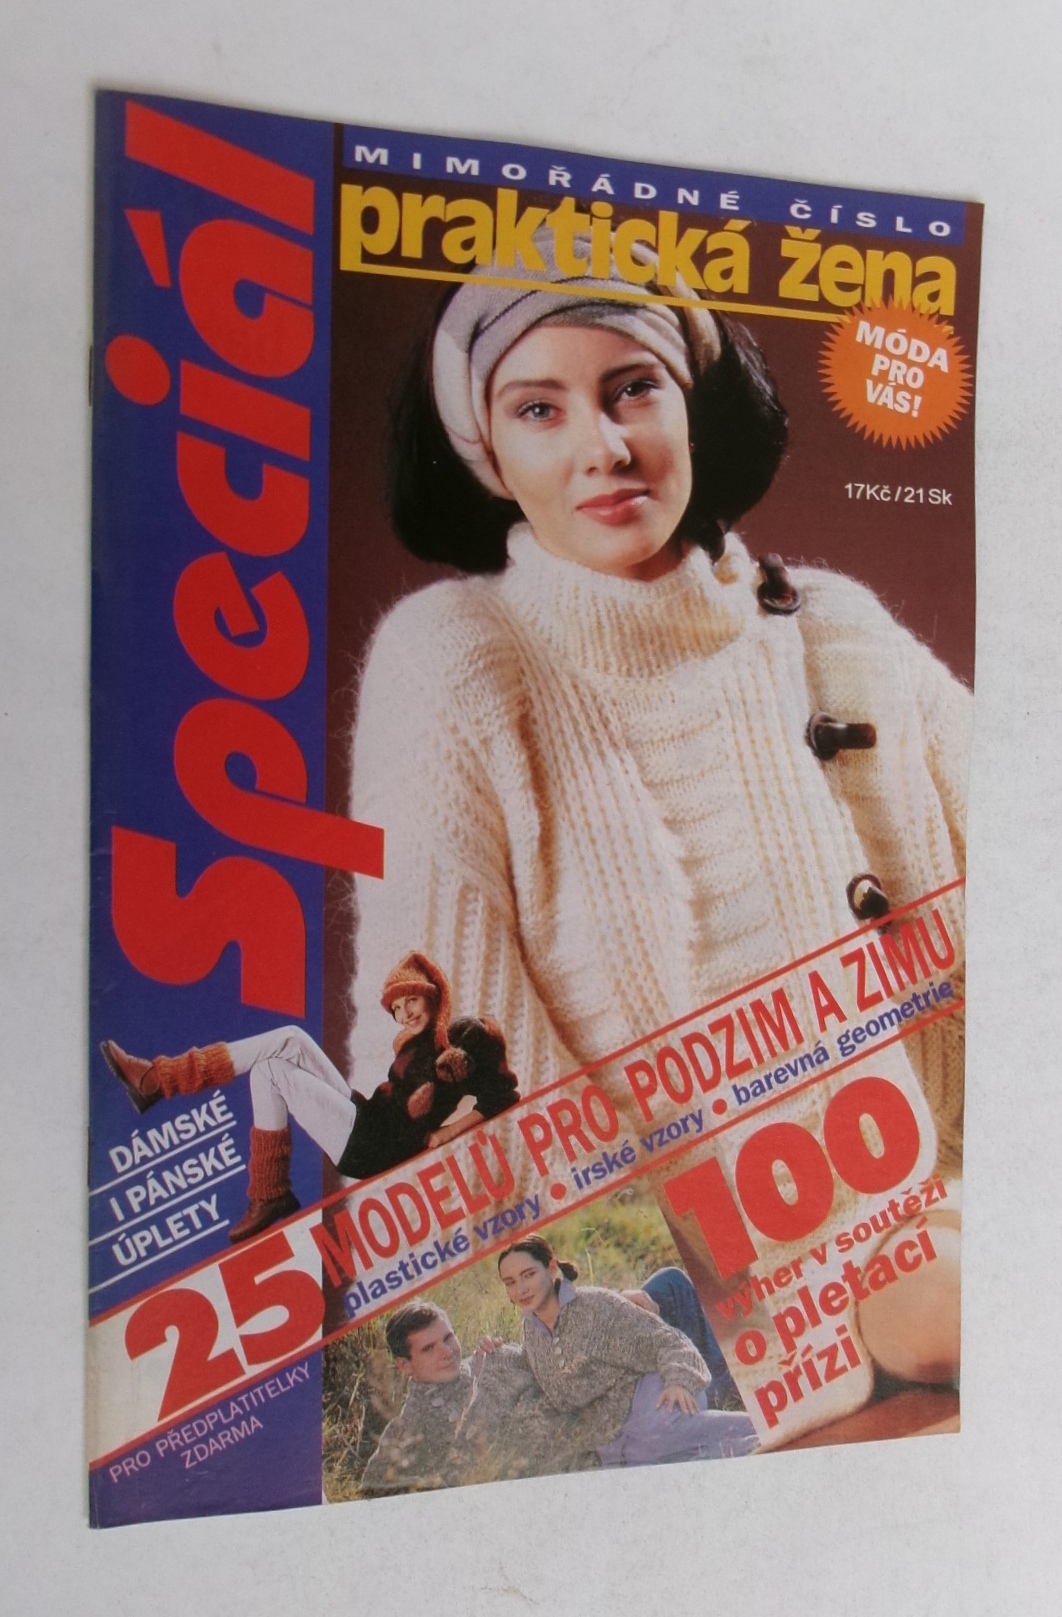 MIMOŘÁDNÉ ČÍSLO
praktická žena
Speciál
MÓDA
PRO
VÁS!
17Kč/21Sk
DÁMSKÉ
I PÁNSKÉ
ÚPLETY
25 MODELŮ PRO PODZIM A ZIMU
plastické vzory • irské vzory • barevná geometrie
100
výher v soutěži
o pletací
přízi
PRO PŘEDPLATITELKY
ZDARMA